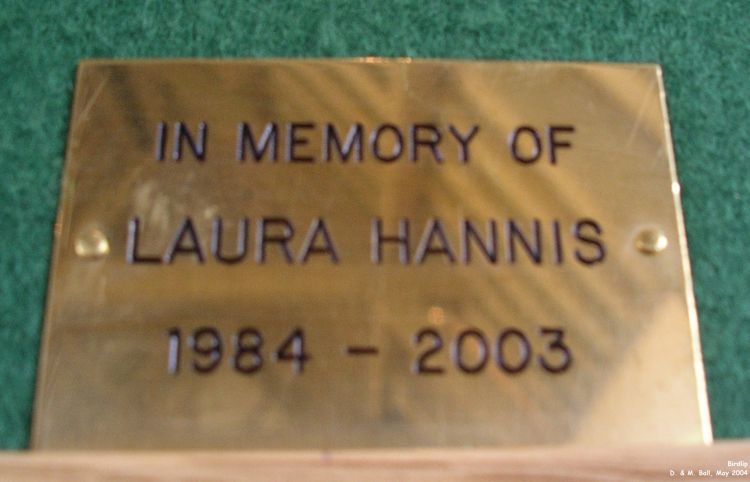 IN MEMORY OF
LAURA HANNIS
1984 - 2003
Birdlip
D. & M. Ball, May 2004